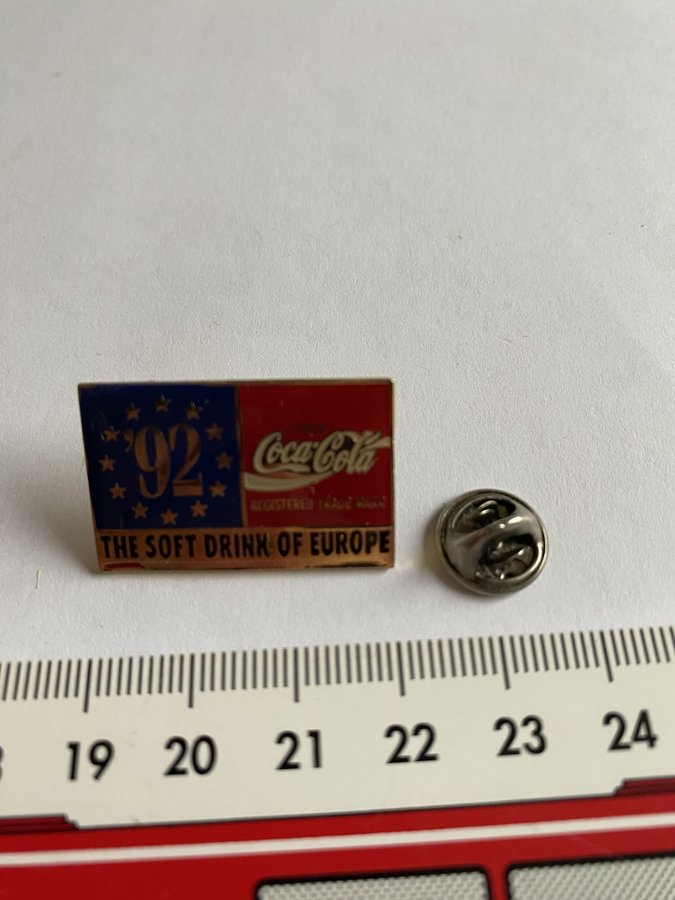 '92
Coca-Cola
REGISTERED TRADE MARK
THE SOFT DRINK OF EUROPE
19 20 21 22 23 24